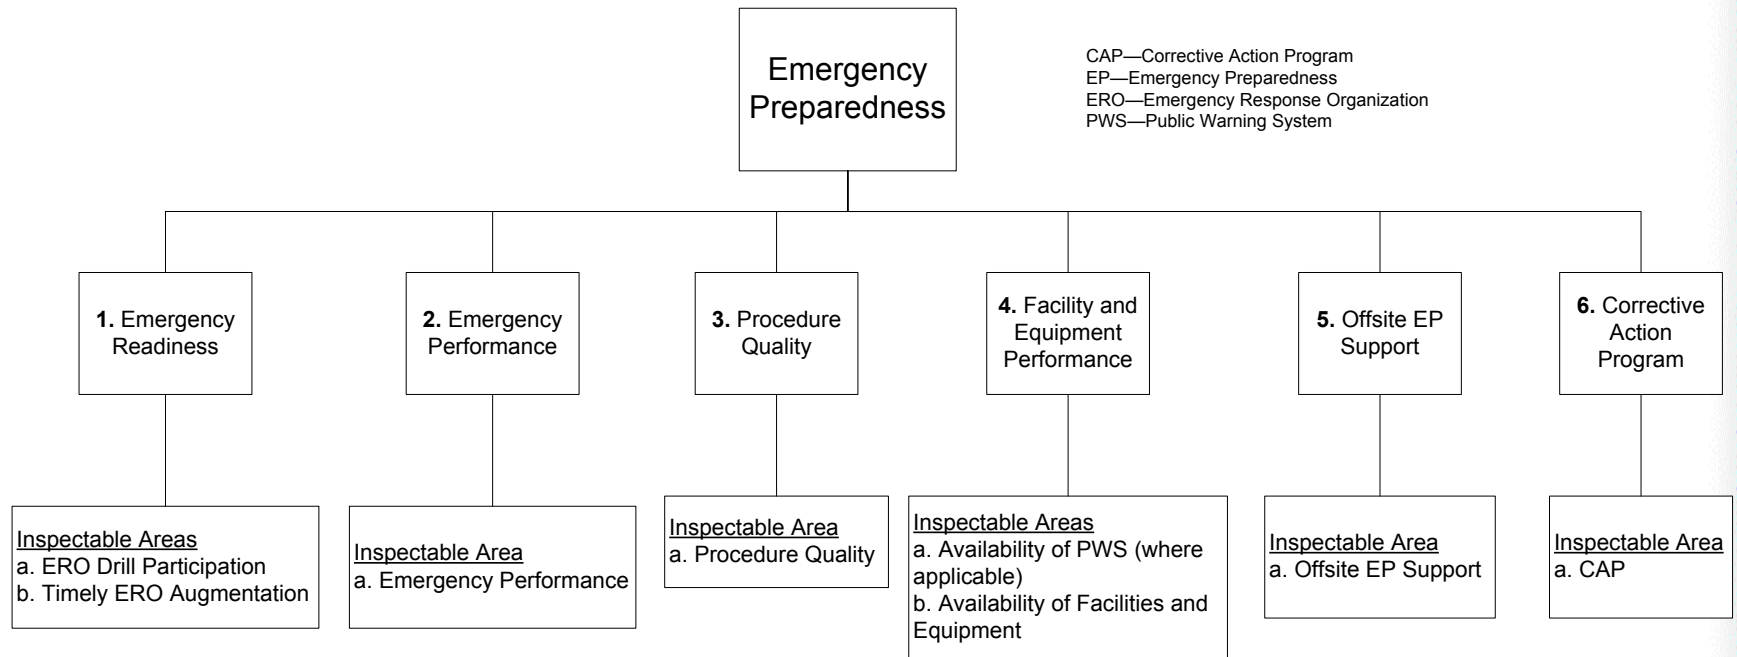 Emergency
Preparedness
CAP—Corrective Action Program
EP—Emergency Preparedness
ERO—Emergency Response Organization
PWS—Public Warning System
1. Emergency
Readiness
2. Emergency
Performance
3. Procedure
Quality
4. Facility and
Equipment
Performance
5. Offsite EP
Support
6. Corrective
Action
Program
Inspectable Areas
a. ERO Drill Participation
b. Timely ERO Augmentation
Inspectable Area
a. Emergency Performance
Inspectable Area
a. Procedure Quality
Inspectable Areas
a. Availability of PWS (where
applicable)
b. Availability of Facilities and
Equipment
Inspectable Area
a. Offsite EP Support
Inspectable Area
a. CAP